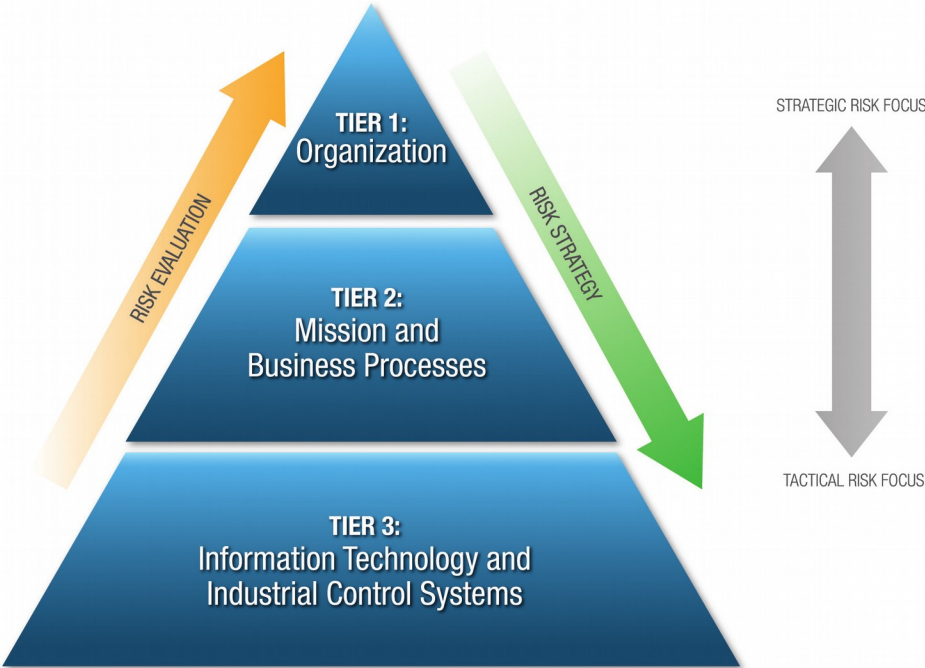 TIER 1:
Organization
RISK EVALUATION
RISK STRATEGY
STRATEGIC RISK FOCUS
TIER 2:
Mission and
Business Processes
TACTICAL RISK FOCUS
TIER 3:
Information Technology and
Industrial Control Systems